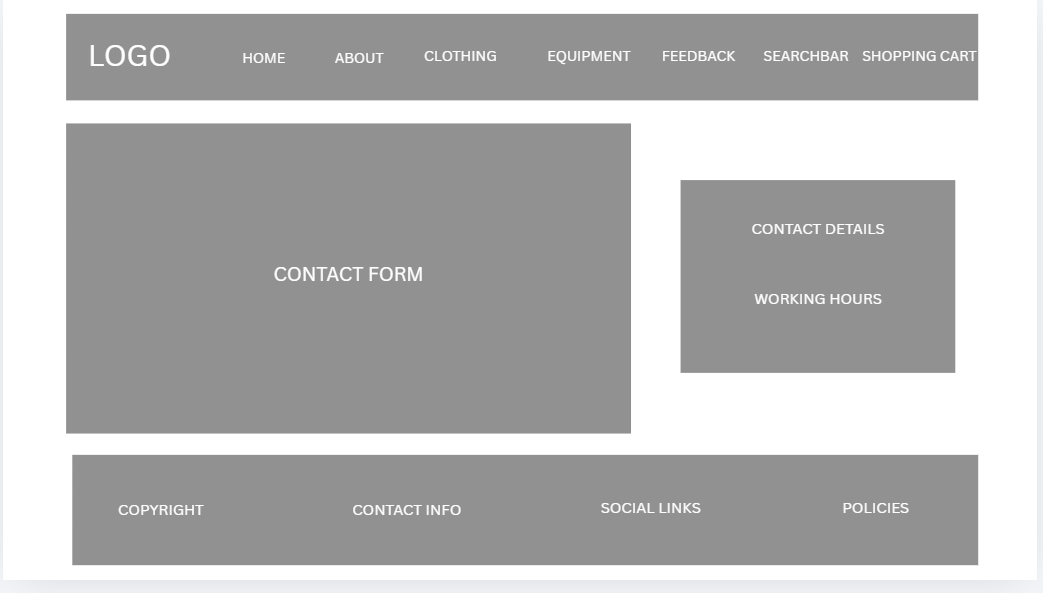 LOGO
HOME
ABOUT
CLOTHING
EQUIPMENT
FEEDBACK
SEARCHBAR
SHOPPING CART
CONTACT FORM
CONTACT DETAILS
WORKING HOURS
COPYRIGHT
CONTACT INFO
SOCIAL LINKS
POLICIES